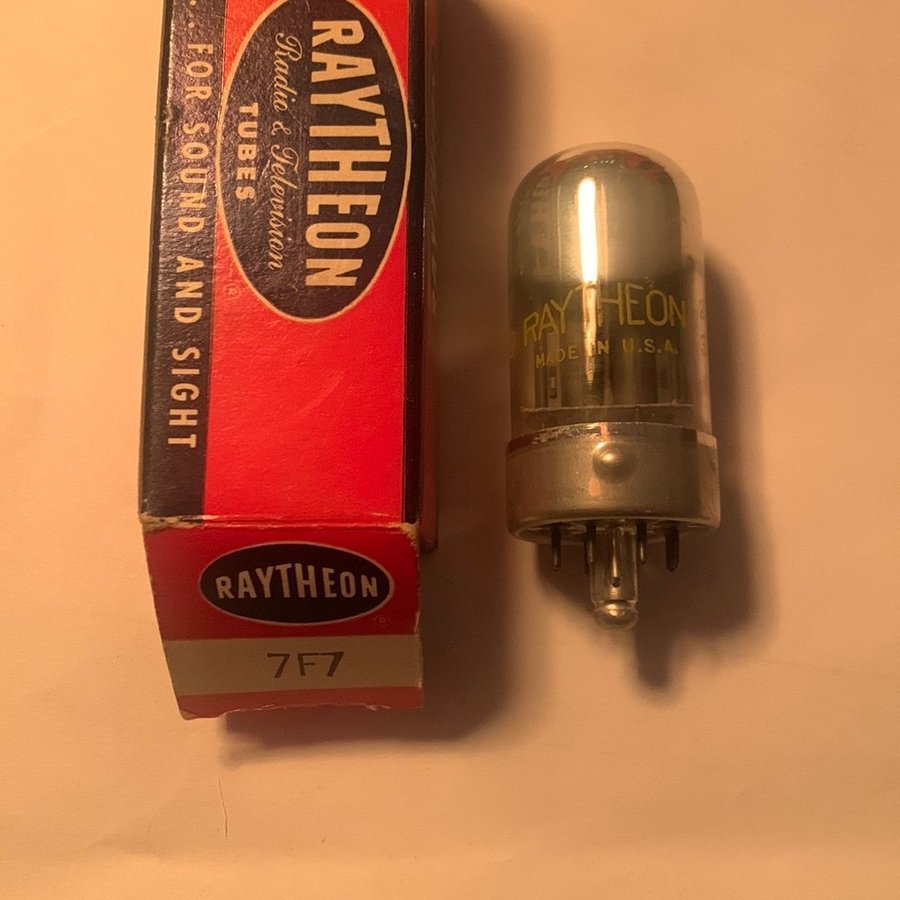 RAYTHEON
Radio & Television
TUBES
... FOR SOUND AND SIGHT
®
RAYTHEON
®
7F7
RAYTHEON
MADE IN U.S.A.